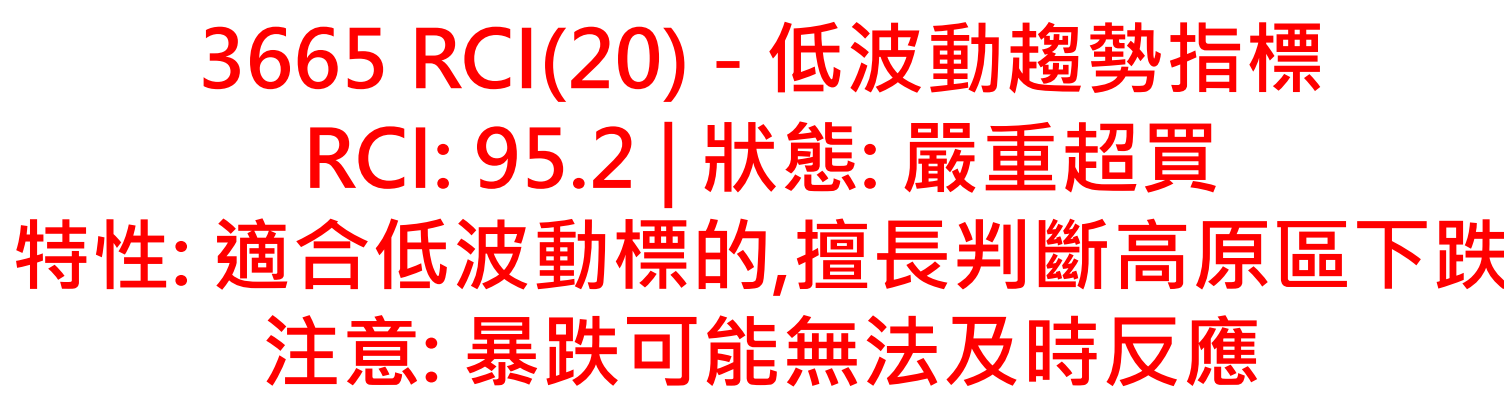 3665 RCI(20) - 低波動趨勢指標
RCI: 95.2 | 狀態: 嚴重超買
特性: 適合低波動標的,擅長判斷高原區下跌
注意: 暴跌可能無法及時反應